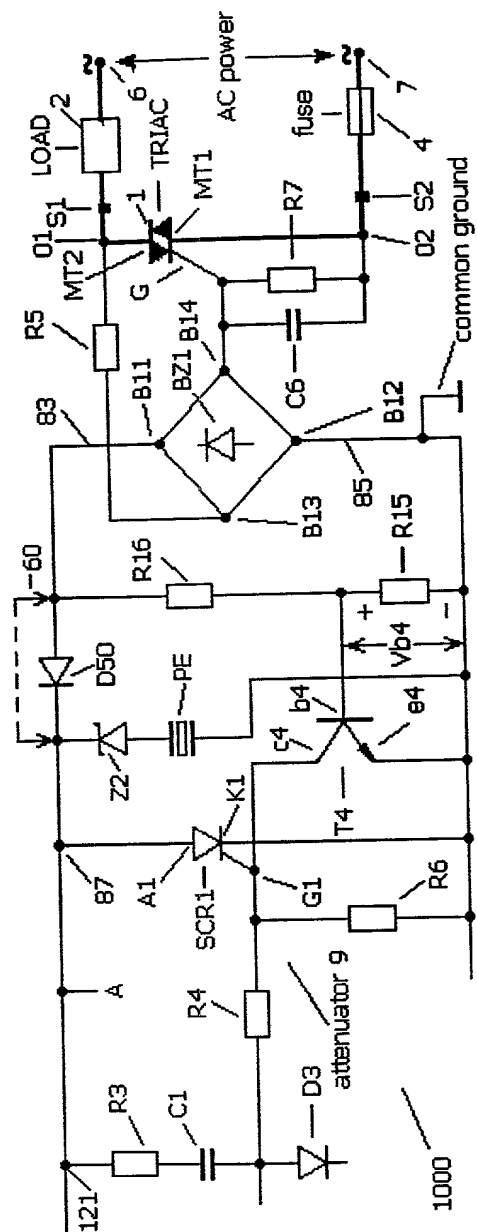 LOAD 2
6
S1
O1
MT2
1
TRIAC
MT1
G
AC power
fuse
4
7
S2
O2
R7
C6
common ground
R5
B14
BZ1
B11
B12
B13
83
85
60
R16
R15
D50
PE
Z2
b4
c4
e4
T4
+
Vb4
-
87
A1
K1
SCR1
G1
R6
A
R4
attenuator 9
R3
C1
D3
121
1000